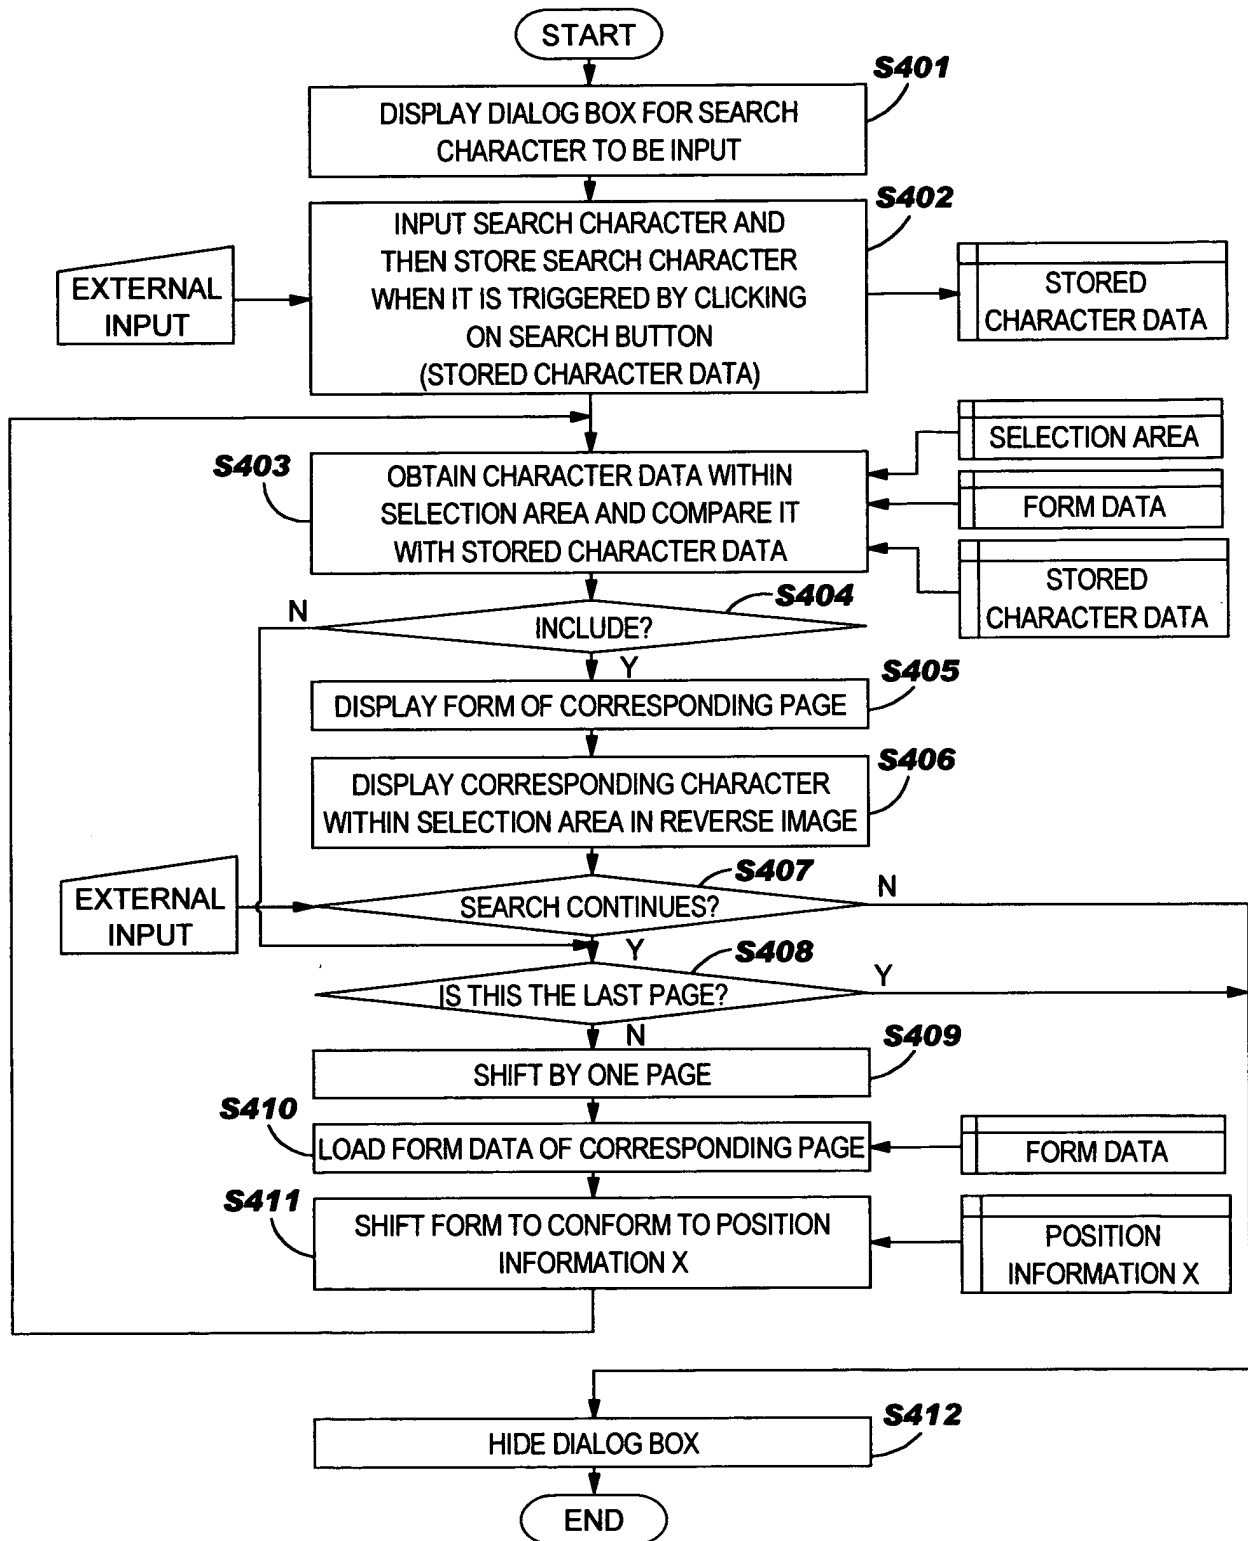 START
S401
DISPLAY DIALOG BOX FOR SEARCH
CHARACTER TO BE INPUT
S402
INPUT SEARCH CHARACTER AND
THEN STORE SEARCH CHARACTER
WHEN IT IS TRIGGERED BY CLICKING
ON SEARCH BUTTON
(STORED CHARACTER DATA)
EXTERNAL
INPUT
STORED
CHARACTER DATA
S403
OBTAIN CHARACTER DATA WITHIN
SELECTION AREA AND COMPARE IT
WITH STORED CHARACTER DATA
SELECTION AREA
FORM DATA
STORED
CHARACTER DATA
S404
N
INCLUDE?
Y
S405
DISPLAY FORM OF CORRESPONDING PAGE
S406
DISPLAY CORRESPONDING CHARACTER
WITHIN SELECTION AREA IN REVERSE IMAGE
EXTERNAL
INPUT
S407
SEARCH CONTINUES?
N
Y
S408
IS THIS THE LAST PAGE?
Y
N
S409
SHIFT BY ONE PAGE
S410
LOAD FORM DATA OF CORRESPONDING PAGE
FORM DATA
S411
SHIFT FORM TO CONFORM TO POSITION
INFORMATION X
POSITION
INFORMATION X
S412
HIDE DIALOG BOX
END